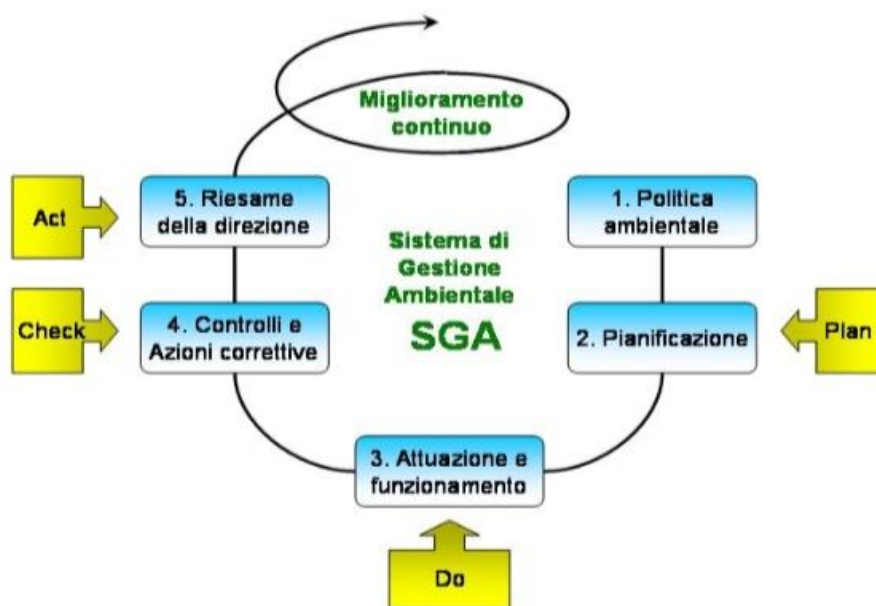 Miglioramento
continuo
Act
5. Riesame
della direzione
1. Politica
ambientale
Sistema di
Gestione
Ambientale
SGA
Check
4. Controlli e
Azioni correttive
2. Pianificazione
Plan
3. Attuazione e
funzionamento
Do